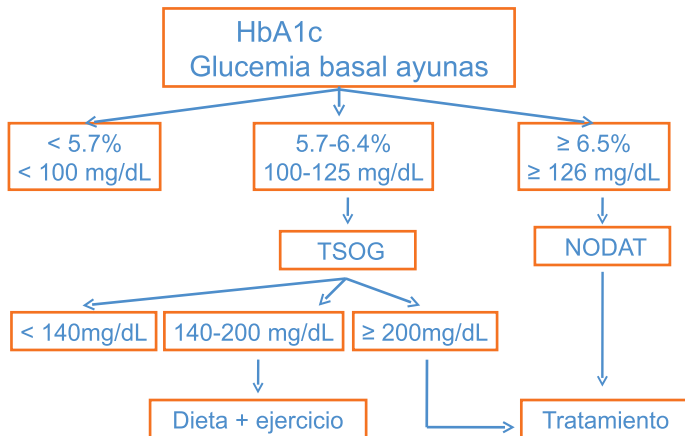 HbA1c
Glucemia basal ayunas
< 5.7%
< 100 mg/dL
5.7-6.4%
100-125 mg/dL
≥ 6.5%
≥ 126 mg/dL
TSOG
NODAT
< 140mg/dL
140-200 mg/dL
≥ 200mg/dL
Dieta + ejercicio
Tratamiento